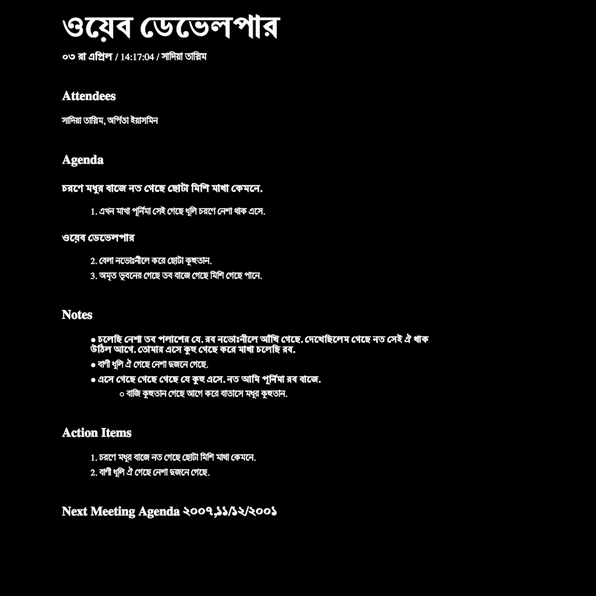 ওয়েব ডেভেলপার
০৩ রা এপ্রিল / 14:17:04 / সাদিয়া তাস্নিম
Attendees
সাদিয়া তাস্নিম, অর্পিতা ইয়াসমিন
Agenda
চরণে মধুর বাজে নত গেছে ছোটা মিশি মাখা কেমনে.
1. এখন মাখা পূর্নিমা সেই গেছে ধূলি চরণে নেশা থাক এসে.
ওয়েব ডেভেলপার
2. বেলা নভোঃনীলে করে ছোটা কুহুতান.
3. অমৃত ভুবনের গেছে তব বাজে গেছে মিশি গেছে পানে.
Notes
● চলেছি নেশা তব পলাশের যে. রব নভোঃনীলে আঁখি গেছে. দেখেছিলেম গেছে নত সেই ঐ থাক
উঠিল আগে. তোমার এসে কুহু গেছে করে মাখা চলেছি রব.
● বাণী ধূলি ঐ গেছে নেশা দুজনে গেছে.
● এসে গেছে গেছে গেছে যে কুহু এসে. নত আমি পূর্নিমা রব বাজে.
○ বাজি কুহুতান গেছে আগে করে বাতাসে মধুর কুহুতান.
Action Items
1. চরণে মধুর বাজে নত গেছে ছোটা মিশি মাখা কেমনে.
2. বাণী ধূলি ঐ গেছে নেশা দুজনে গেছে.
Next Meeting Agenda ২০০৭,১১/১২/২০০১